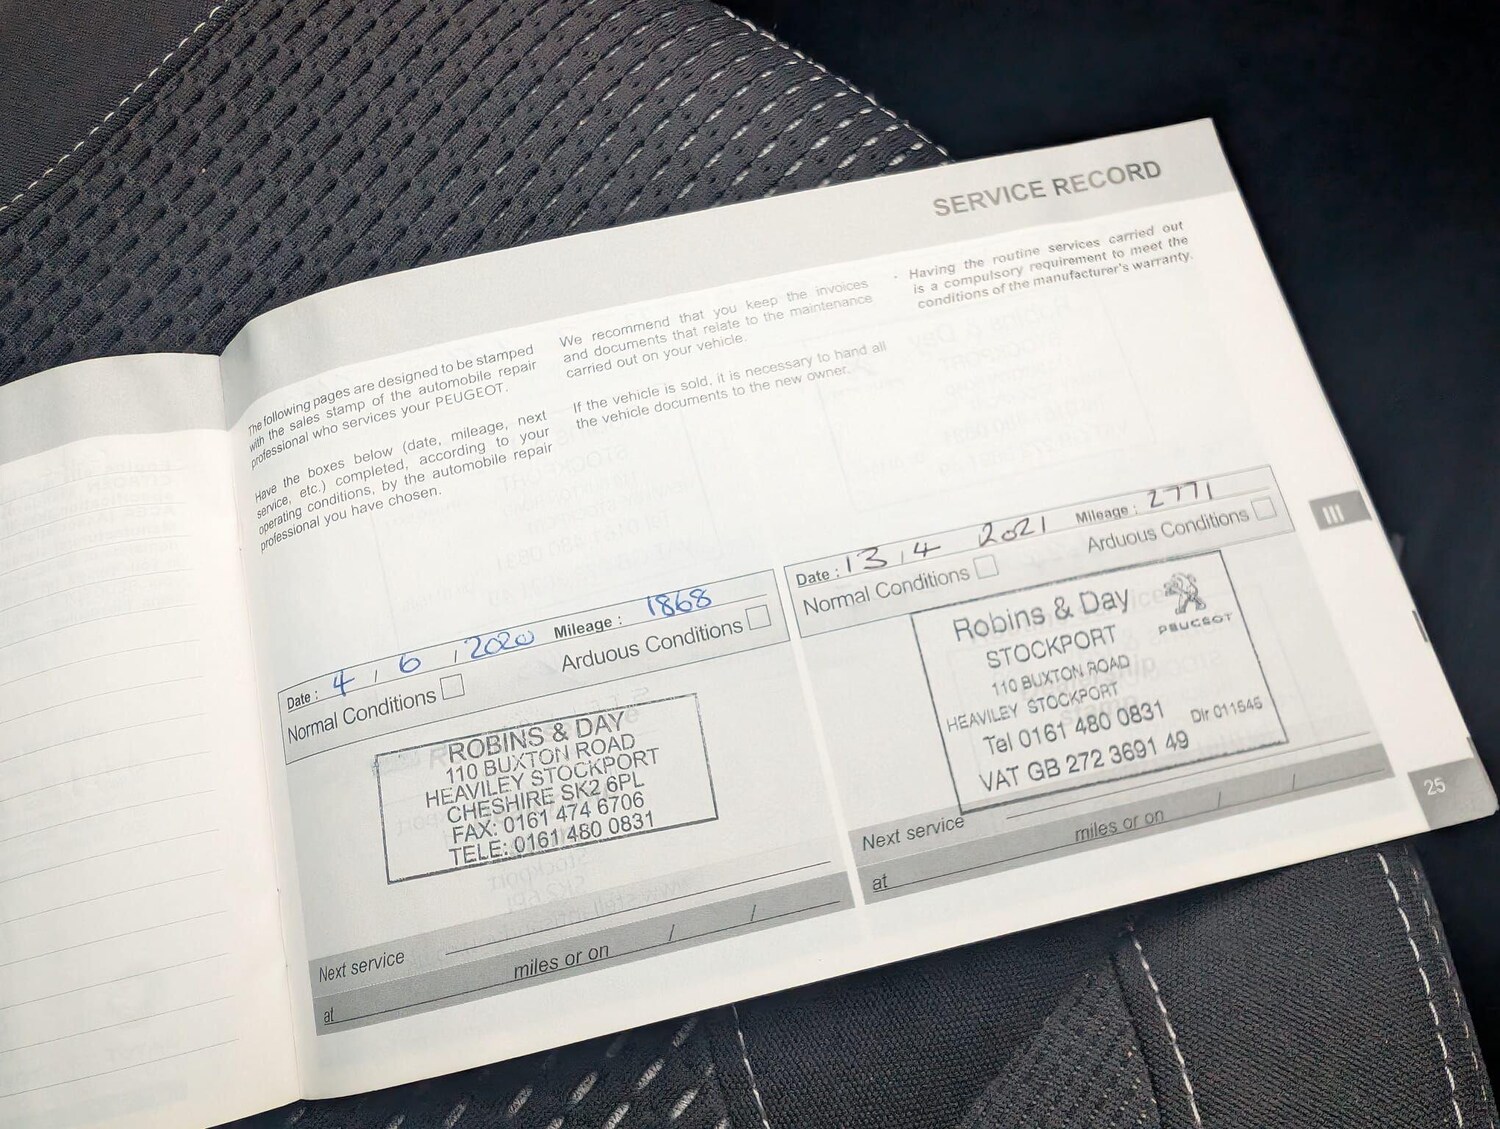 SERVICE RECORD
The following pages are designed to be stamped
with the sales stamp of the automobile repair
professional who services your PEUGEOT.
Have the boxes below (date, mileage, next
service, etc.) completed, according to your
operating conditions, by the automobile repair
professional you have chosen.
We recommend that you keep the invoices
and documents that relate to the maintenance
carried out on your vehicle.
If the vehicle is sold, it is necessary to hand all
the vehicle documents to the new owner.
Having the routine services carried out
is a compulsory requirement to meet the
conditions of the manufacturer's warranty.
Date : 4 / 6 / 2020 Mileage : 1868
Normal Conditions Arduous Conditions
ROBINS & DAY
110 BUXTON ROAD
HEAVILEY STOCKPORT
CHESHIRE SK2 6PL
FAX: 0161 474 6706
TELE: 0161 480 0831
Next service
at miles or on / /
Date : 13 / 4 2021 Mileage : 2771
Normal Conditions Arduous Conditions
Robins & Day
PEUGEOT
STOCKPORT
110 BUXTON ROAD
HEAVILEY STOCKPORT
Tel 0161 480 0831 Dlr 011545
VAT GB 272 3691 49
Next service
at miles or on / /
III
25